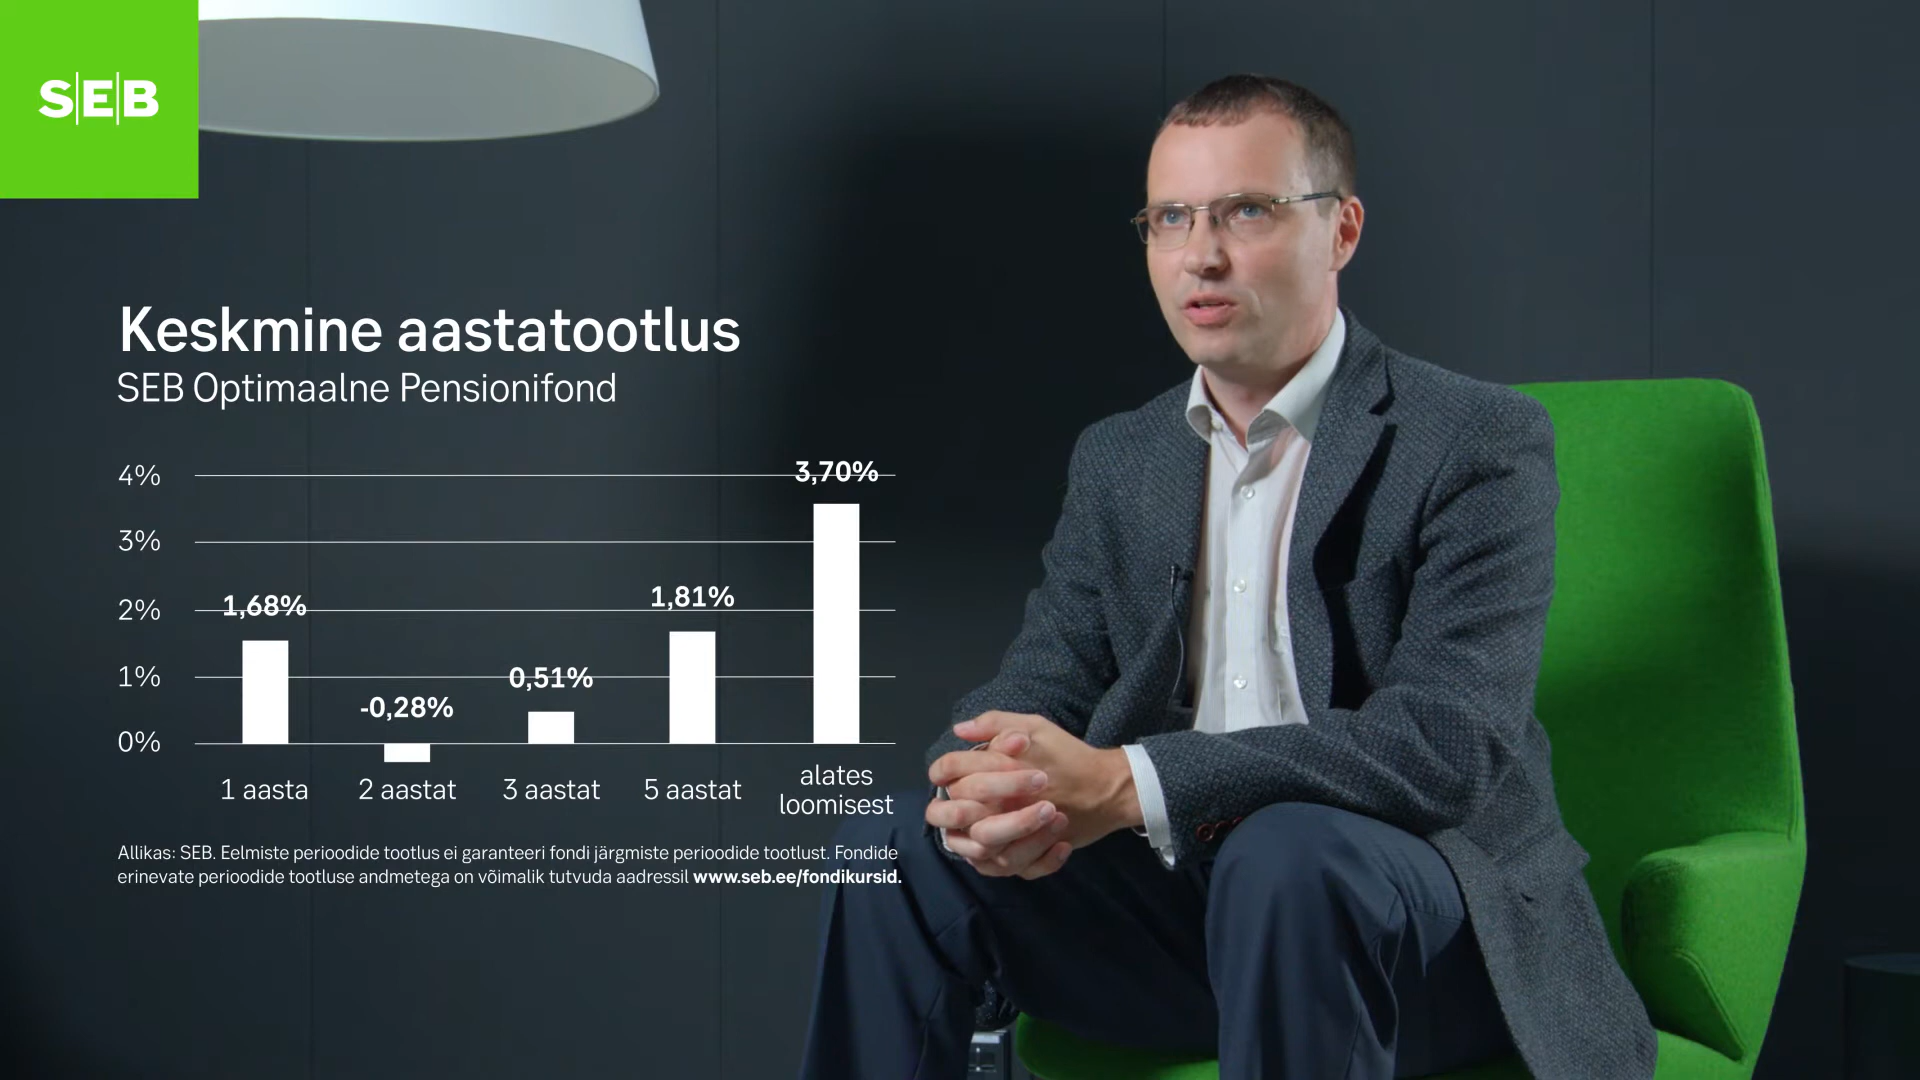 SEB
Keskmine aastatootlus
SEB Optimaalne Pensionifond
4%
3%
2%
1%
0%
1,68%
-0,28%
0,51%
1,81%
3,70%
1 aasta
2 aastat
3 aastat
5 aastat
alates
loomisest
Allikas: SEB. Eelmiste perioodide tootlus ei garanteeri fondi järgmiste perioodide tootlust. Fondide
erinevate perioodide tootluse andmetega on võimalik tutvuda aadressil www.seb.ee/fondikursid.